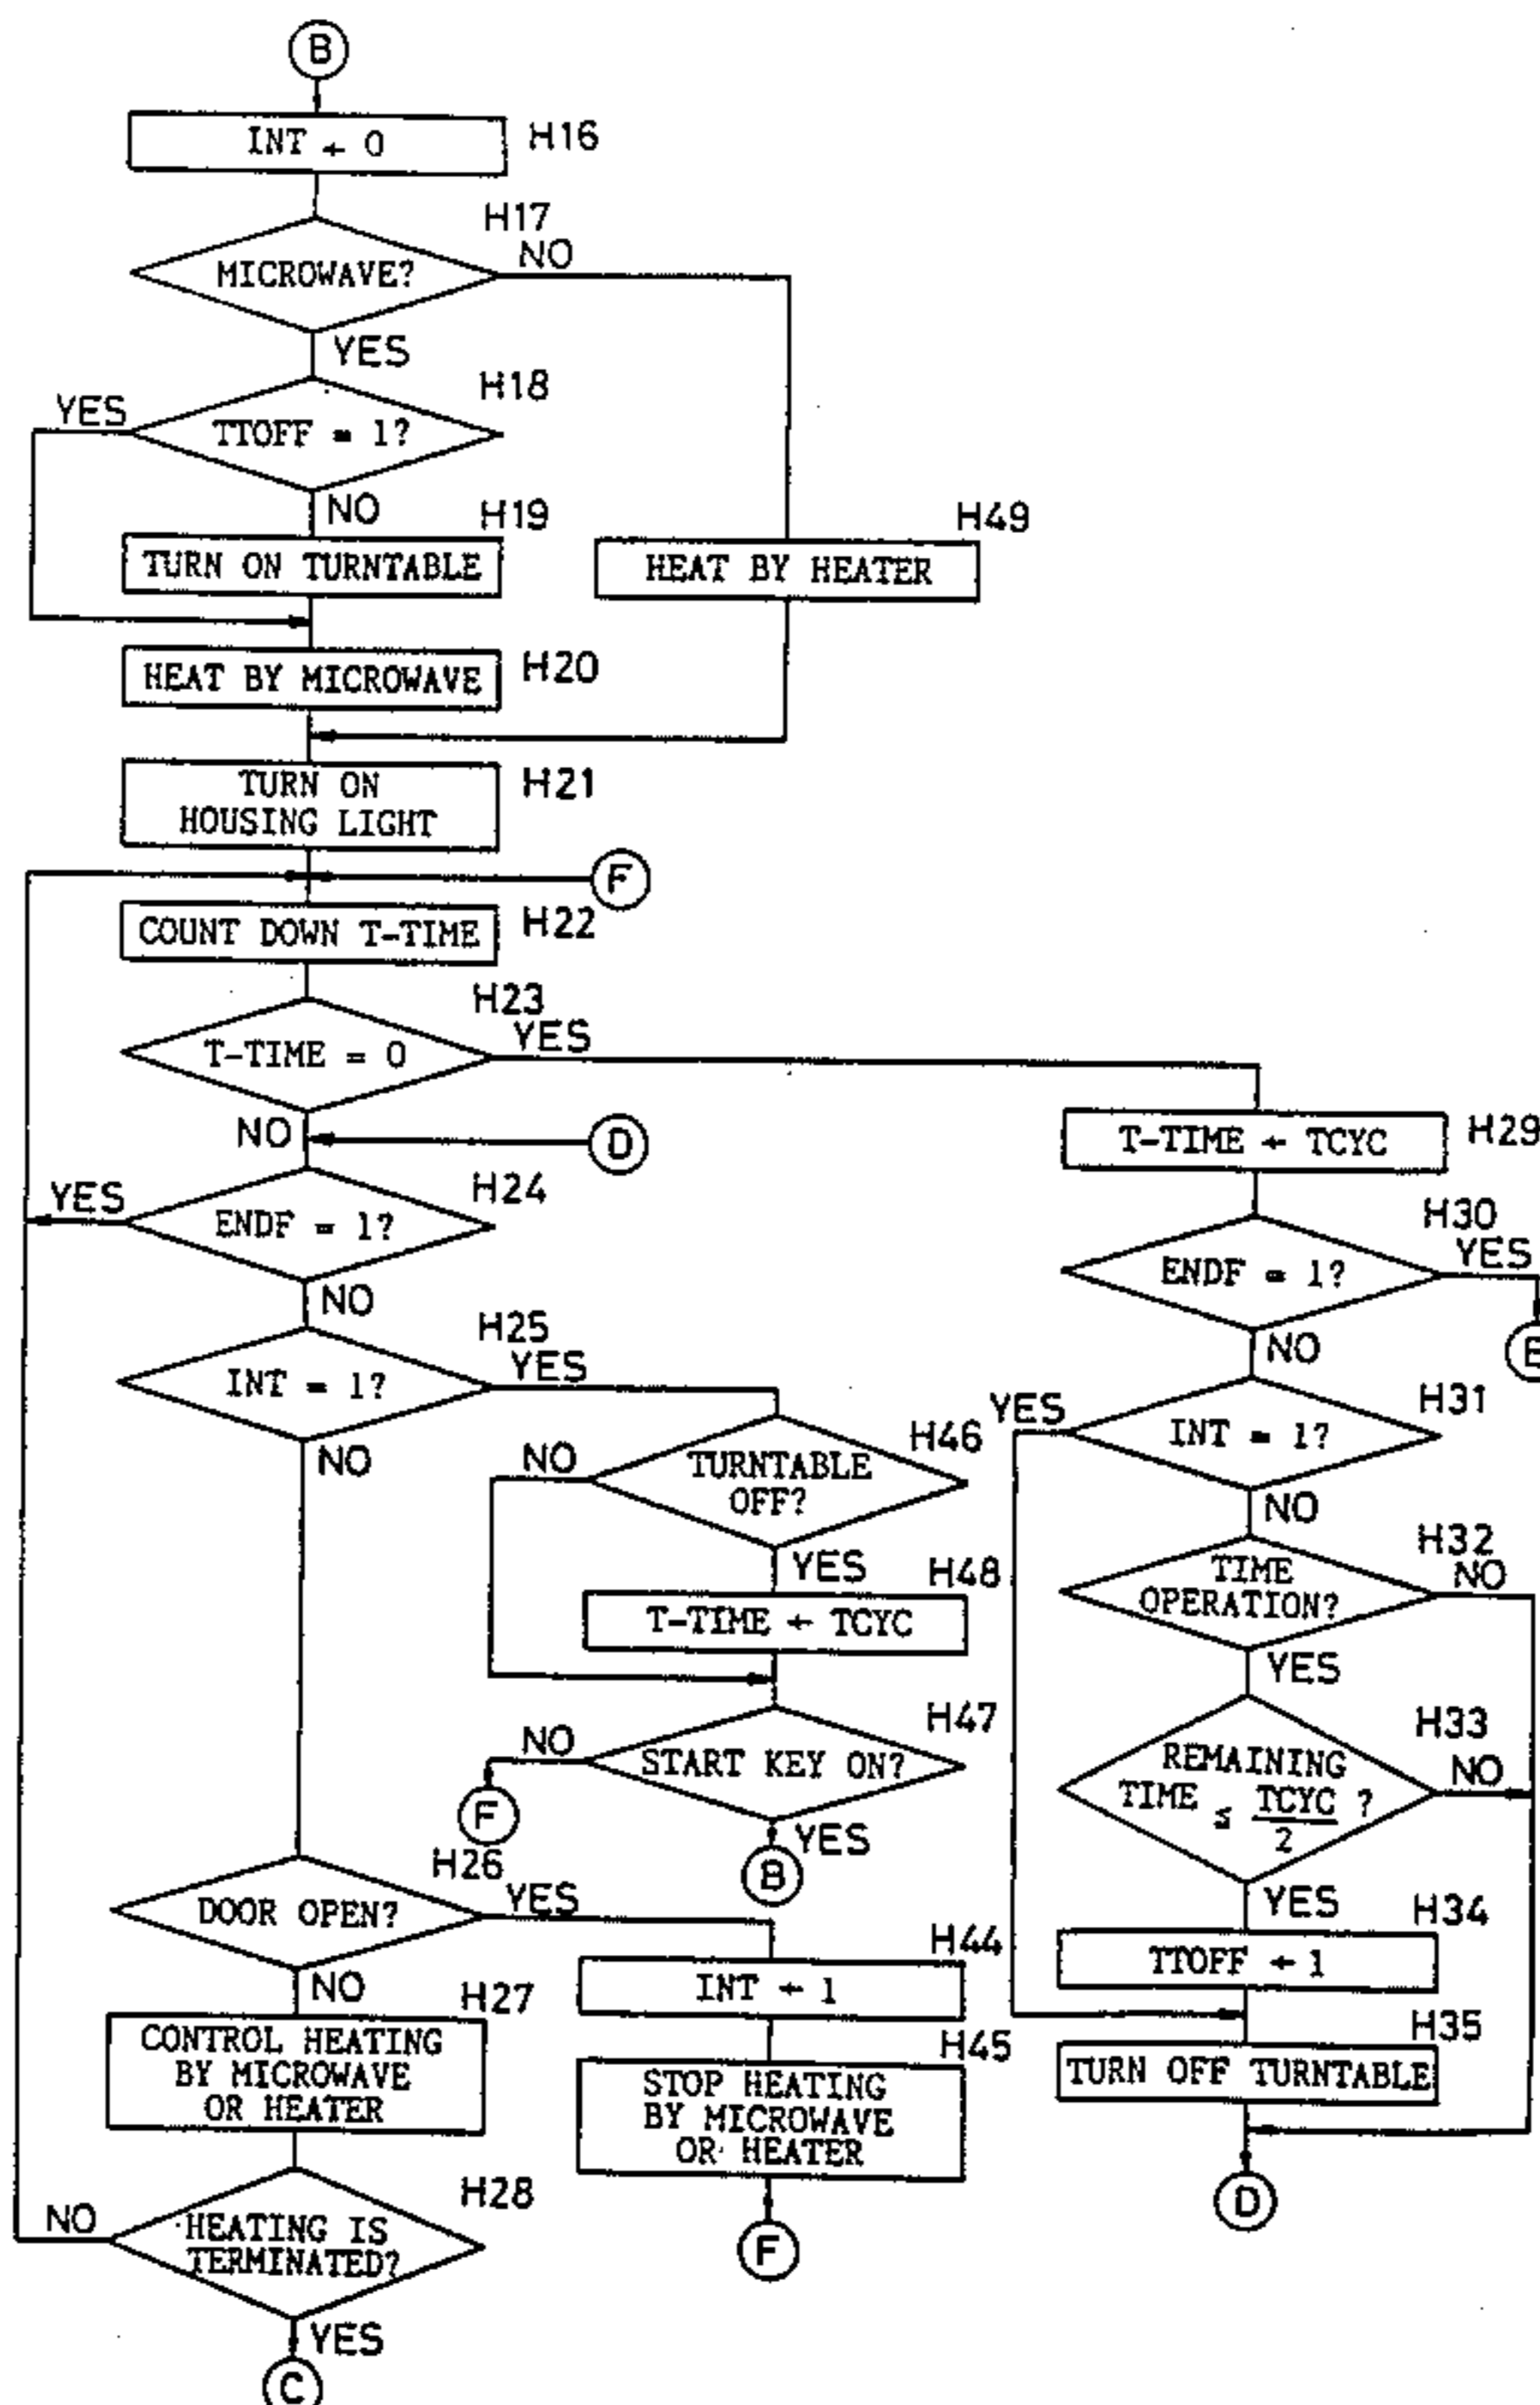 B
INT ← 0
H16
H17
MICROWAVE?
NO
YES
H18
YES
TTOFF = 1?
NO
H19
TURN ON TURNTABLE
H49
HEAT BY HEATER
HEAT BY MICROWAVE
H20
TURN ON
HOUSING LIGHT
H21
F
COUNT DOWN T-TIME
H22
H23
T-TIME = 0
YES
NO
D
T-TIME ← TCYC
H29
H24
YES
ENDF = 1?
NO
H30
ENDF = 1?
YES
NO
H25
INT = 1?
YES
NO
H31
YES
INT = 1?
NO
H46
NO
TURNTABLE
OFF?
YES
H48
T-TIME ← TCYC
H32
TIME
OPERATION?
NO
YES
H47
NO
START KEY ON?
F
YES
B
H33
REMAINING
TIME ≤ TCYC/2 ?
NO
YES
H26
DOOR OPEN?
YES
NO
H44
INT ← 1
H34
TTOFF ← 1
H27
CONTROL HEATING
BY MICROWAVE
OR HEATER
H45
STOP HEATING
BY MICROWAVE
OR HEATER
F
H35
TURN OFF TURNTABLE
D
H28
NO
HEATING IS
TERMINATED?
YES
C